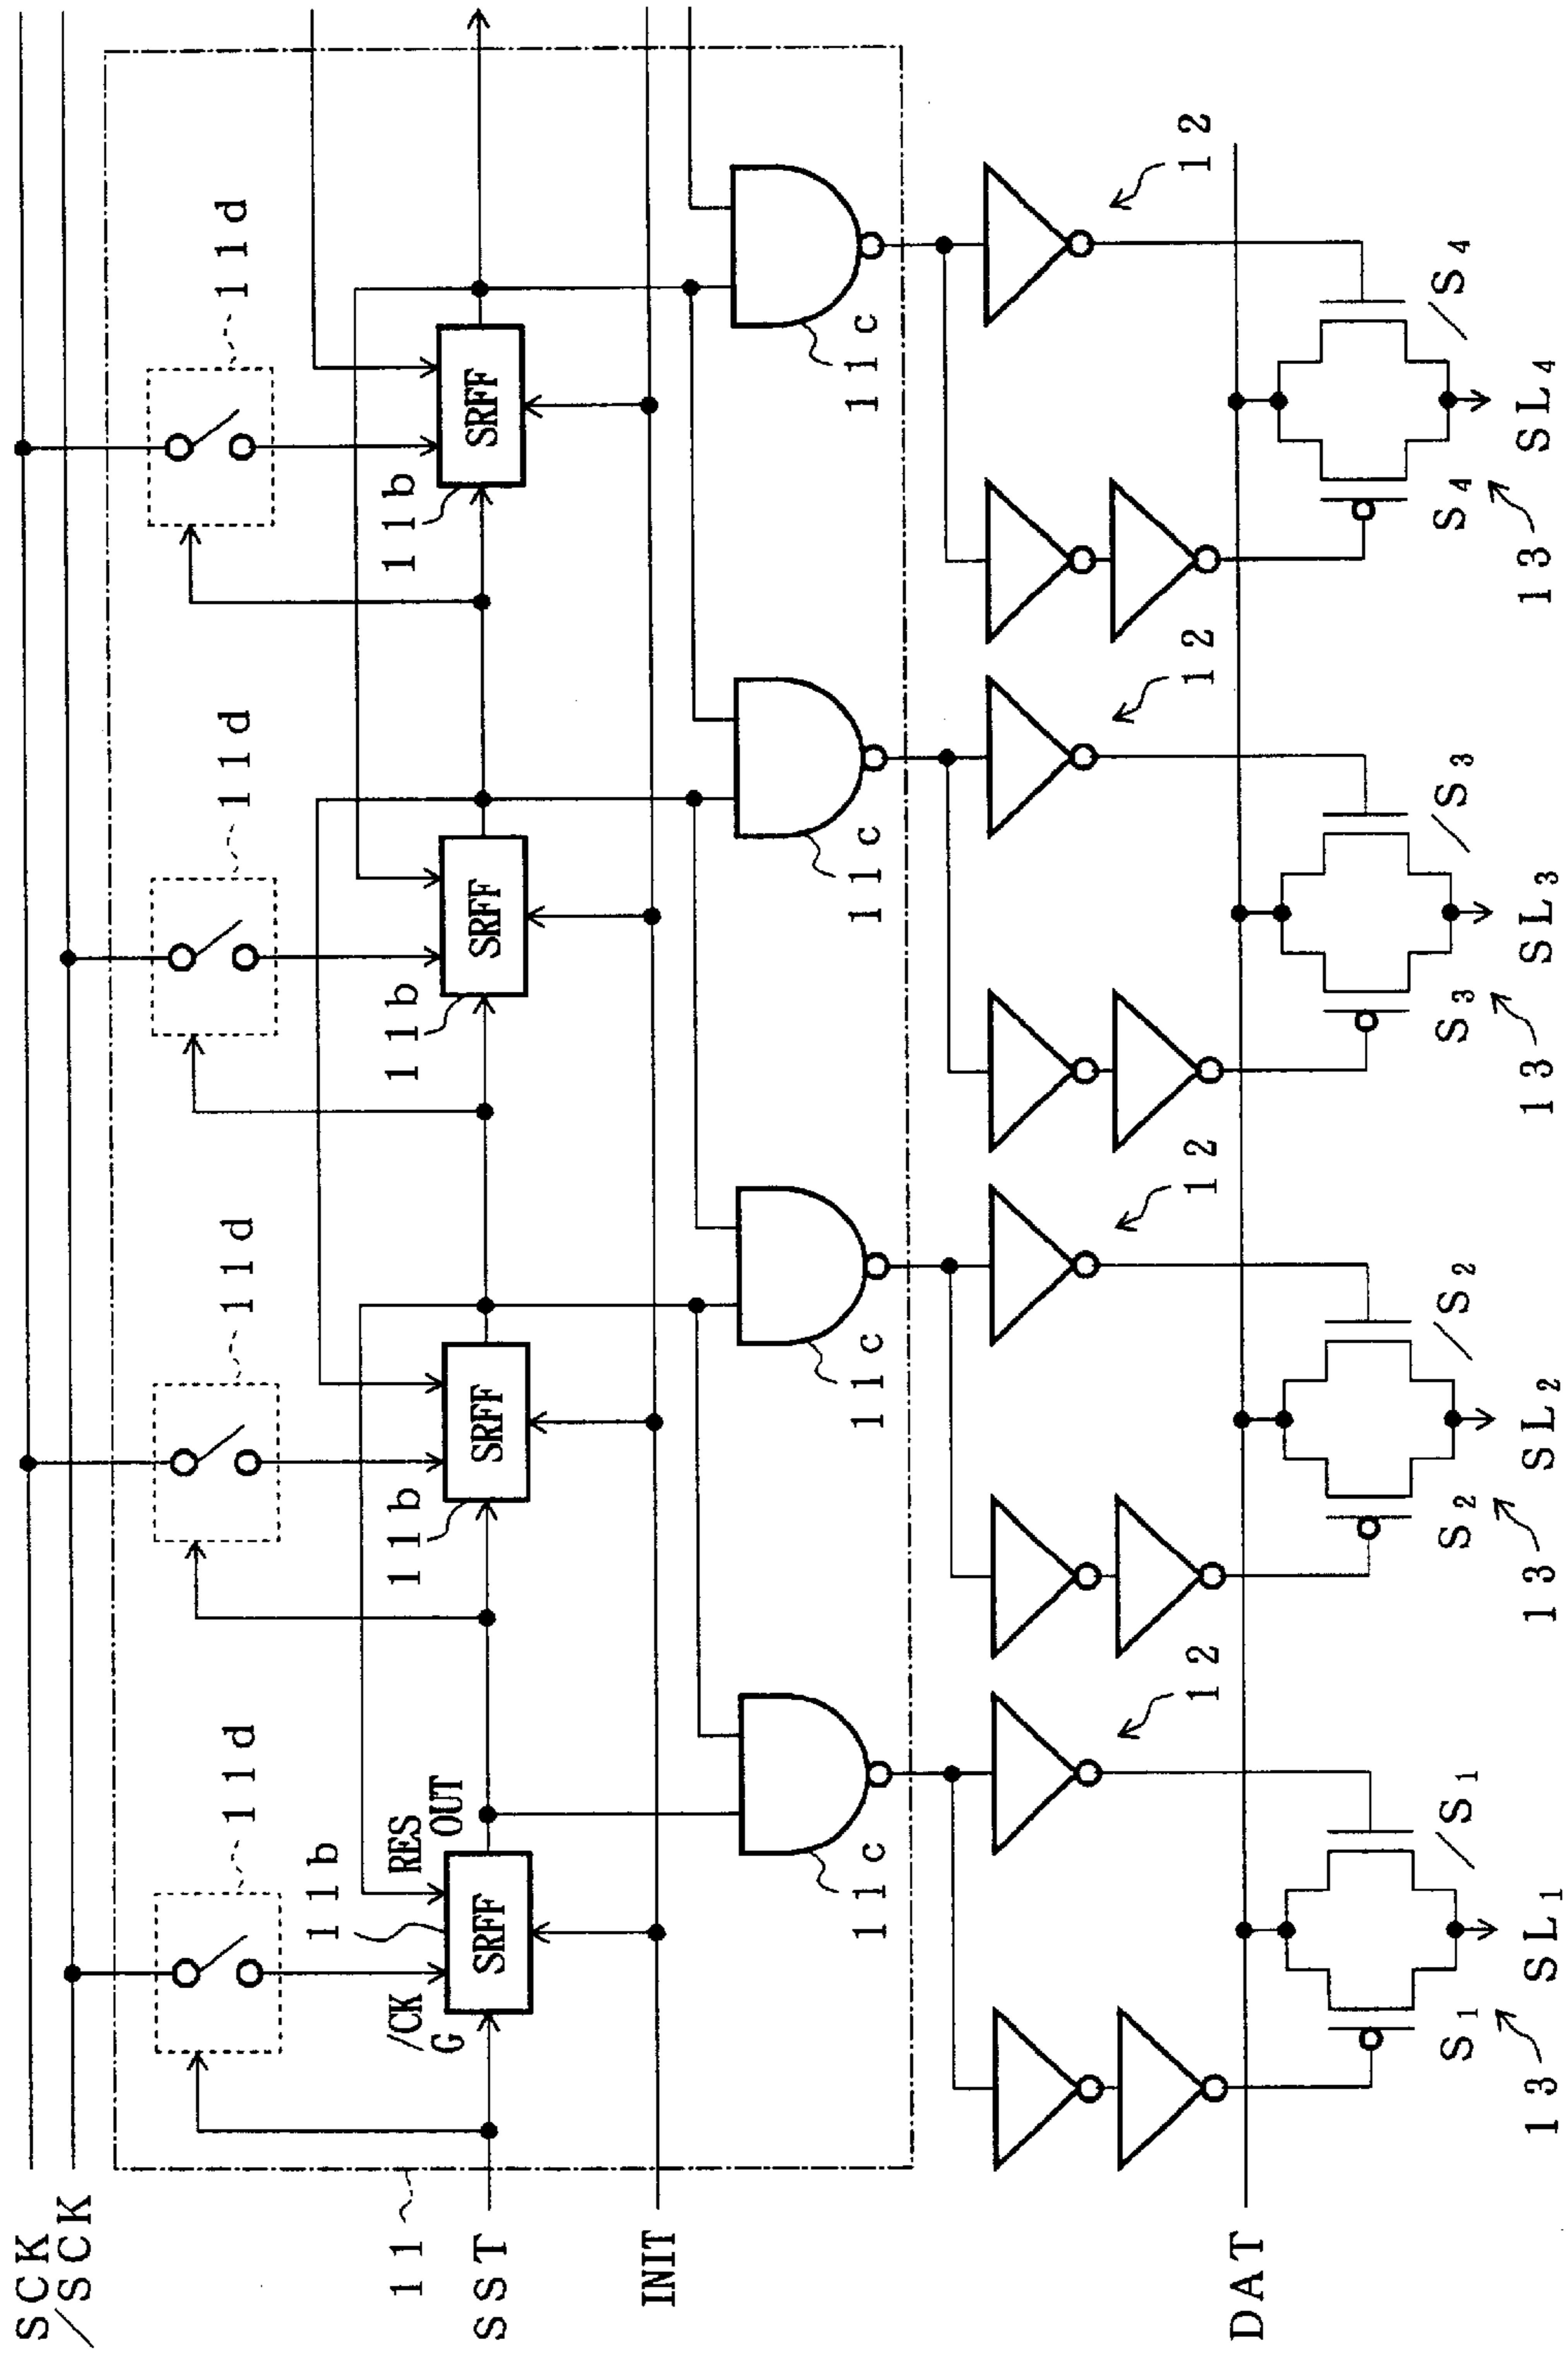 SCK
/SCK
11d
11d
11d
11d
11
11b
11b
11b
11b
/CK
RES
G
OUT
SRFF
SRFF
SRFF
SRFF
SST
INIT
11c
11c
11c
11c
12
12
12
12
DAT
S1
/S1
S2
/S2
S3
/S3
S4
/S4
13
SL1
13
SL2
13
SL3
13
SL4